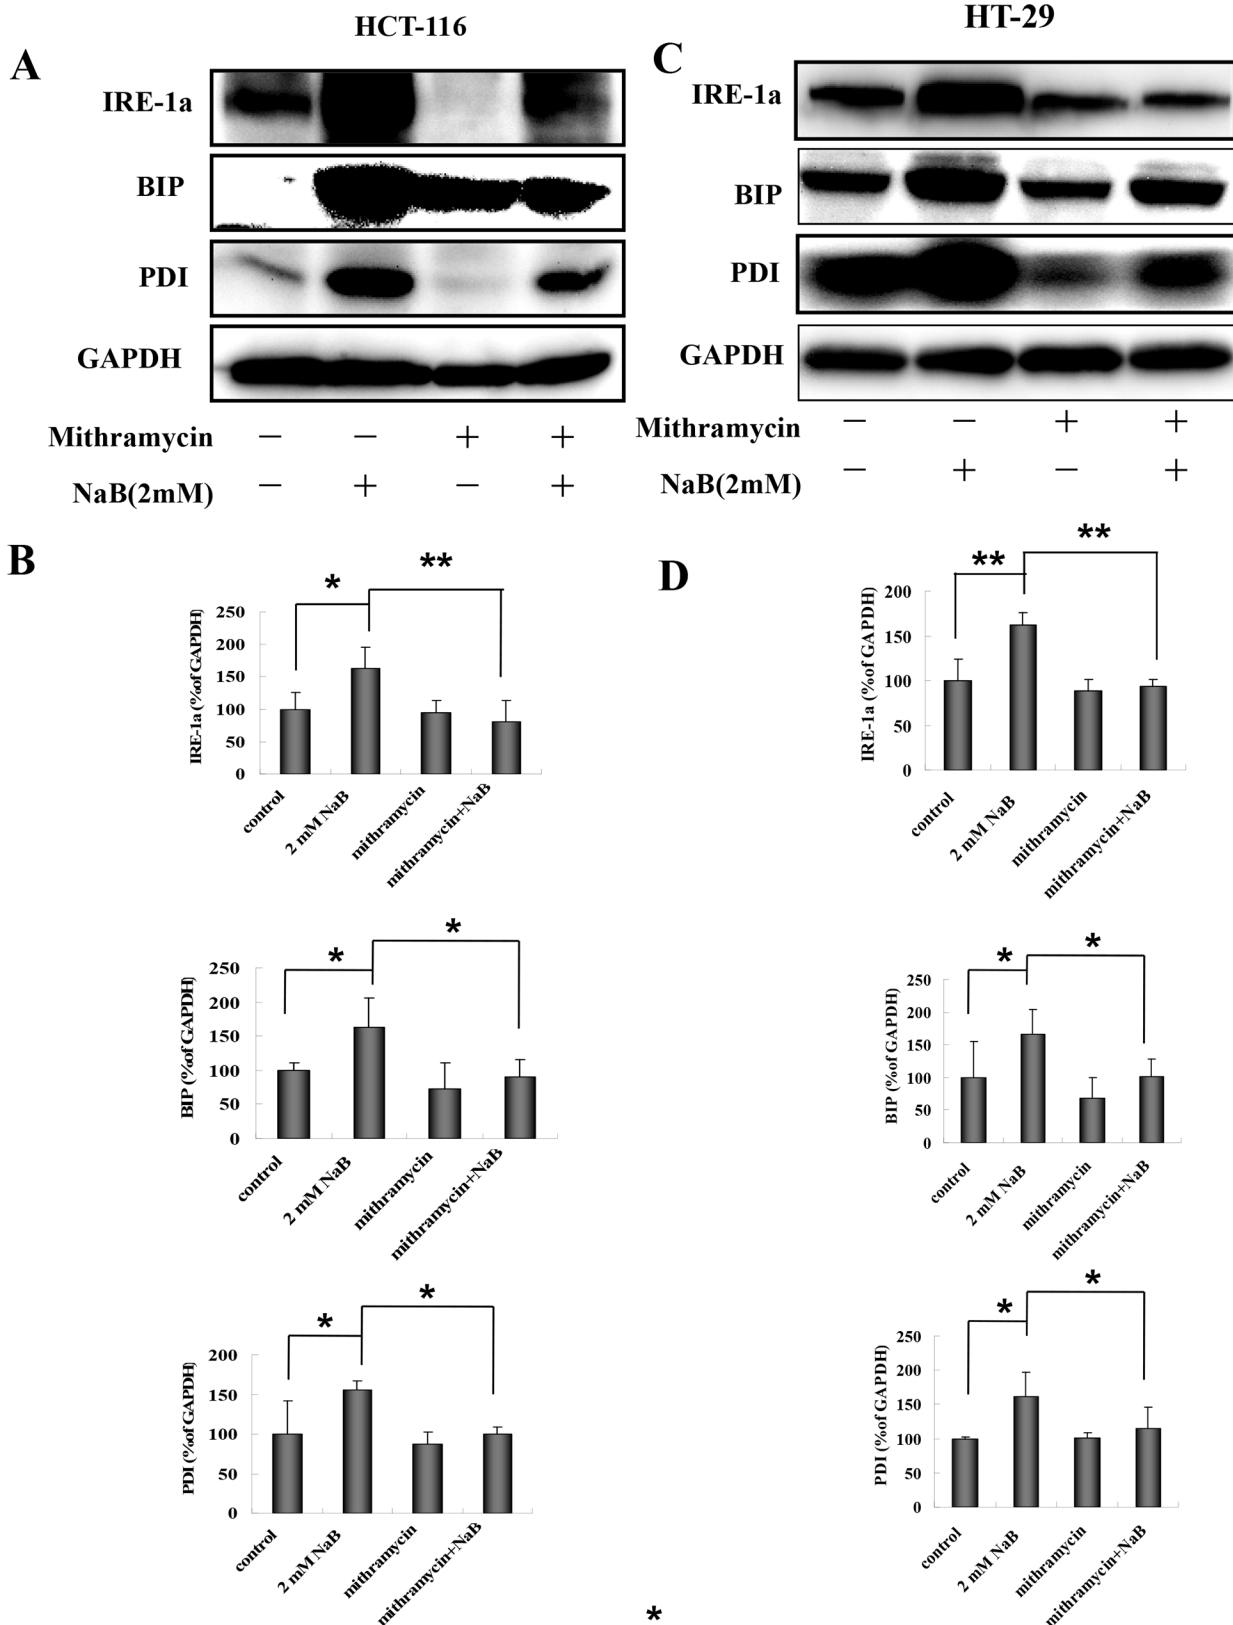 HCT-116
A
IRE-1a
BIP
PDI
GAPDH
Mithramycin − − + +
NaB(2mM) − + − +
HT-29
C
IRE-1a
BIP
PDI
GAPDH
Mithramycin − − + +
NaB(2mM) − + − +
B
* **
IRE-1a (%of GAPDH)
250
200
150
100
50
0
control 2 mM NaB mithramycin mithramycin+NaB
* *
BIP (%of GAPDH)
250
200
150
100
50
0
control 2 mM NaB mithramycin mithramycin+NaB
* *
PDI (%of GAPDH)
200
150
100
50
0
control 2 mM NaB mithramycin mithramycin+NaB
D
** **
IRE-1a (%of GAPDH)
200
150
100
50
0
control 2 mM NaB mithramycin mithramycin+NaB
* *
BIP (%of GAPDH)
250
200
150
100
50
0
control 2 mM NaB mithramycin mithramycin+NaB
* *
PDI (%of GAPDH)
250
200
150
100
50
0
control 2 mM NaB mithramycin mithramycin+NaB
*